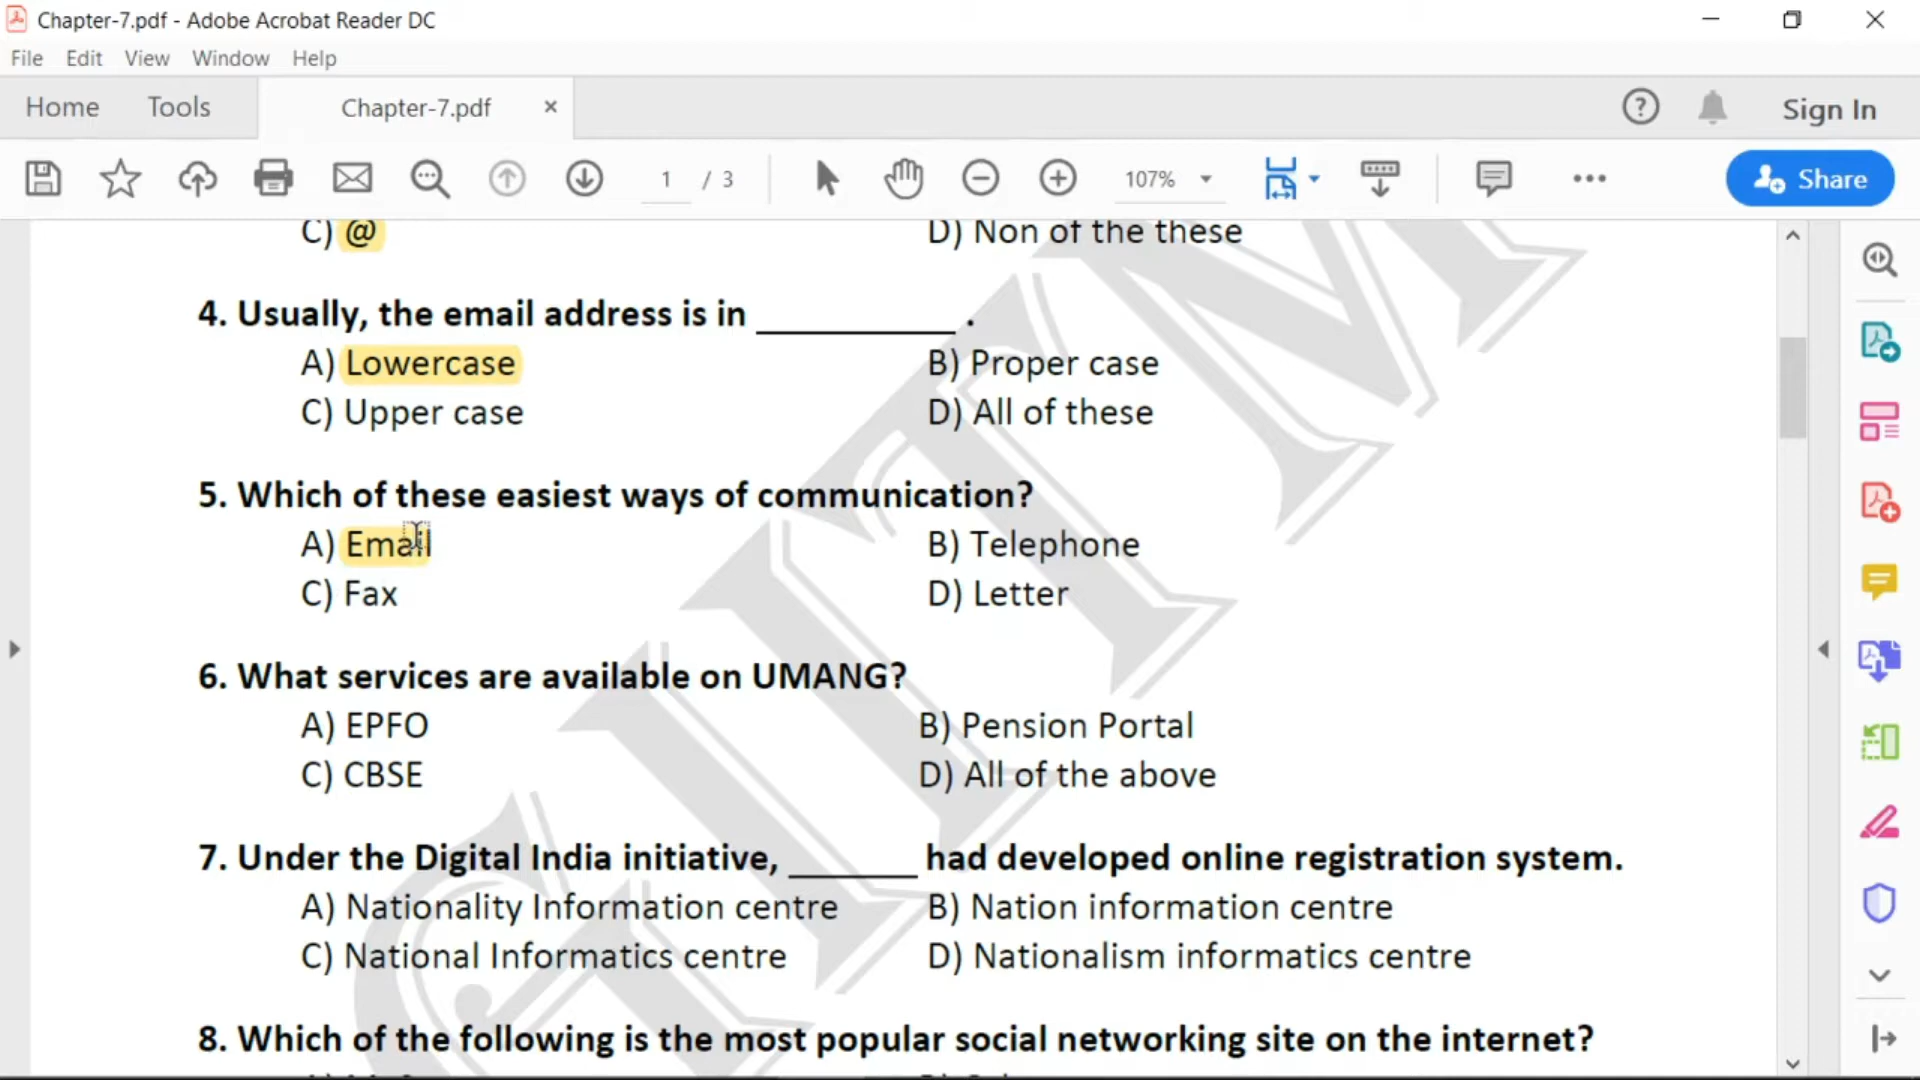 Chapter-7.pdf - Adobe Acrobat Reader DC
File Edit View Window Help
Home Tools Chapter-7.pdf × Sign In
1 / 3 107% Share
C) @ D) Non of the these
4. Usually, the email address is in ___________ .
A) Lowercase B) Proper case
C) Upper case D) All of these
5. Which of these easiest ways of communication?
A) Email B) Telephone
C) Fax D) Letter
6. What services are available on UMANG?
A) EPFO B) Pension Portal
C) CBSE D) All of the above
7. Under the Digital India initiative, _______ had developed online registration system.
A) Nationality Information centre B) Nation information centre
C) National Informatics centre D) Nationalism informatics centre
8. Which of the following is the most popular social networking site on the internet?